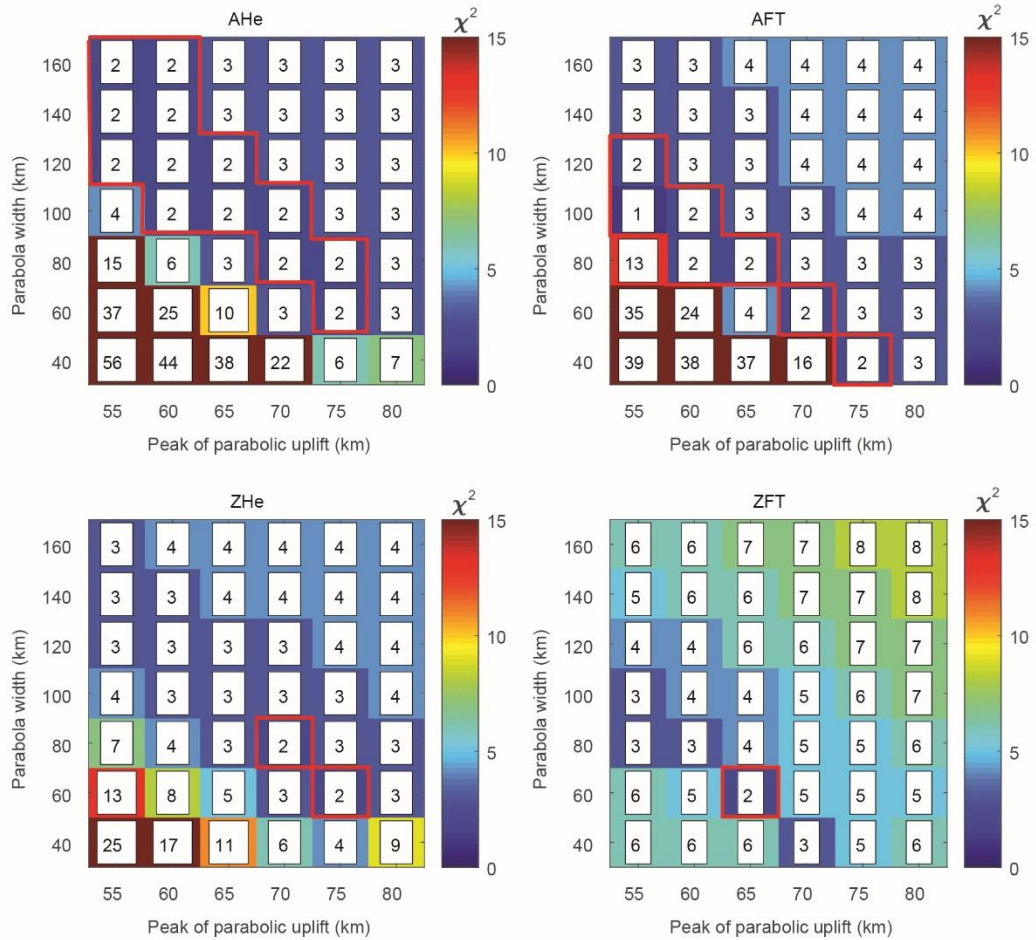 AHe
χ²
160 2 2 3 3 3 3 15
140 2 2 3 3 3 3
120 2 2 2 3 3 3 10
100 4 2 2 2 3 3
80 15 6 3 2 2 3 5
60 37 25 10 3 2 3
40 56 44 38 22 6 7 0
55 60 65 70 75 80
Parabola width (km)
Peak of parabolic uplift (km)
AFT
χ²
160 3 3 4 4 4 4 15
140 3 3 3 4 4 4
120 2 3 3 4 4 4 10
100 1 2 3 3 4 4
80 13 2 2 3 3 3 5
60 35 24 4 2 3 3
40 39 38 37 16 2 3 0
55 60 65 70 75 80
Parabola width (km)
Peak of parabolic uplift (km)
ZHe
χ²
160 3 4 4 4 4 4 15
140 3 3 4 4 4 4
120 3 3 3 3 4 4 10
100 4 3 3 3 3 4
80 7 4 3 2 3 3 5
60 13 8 5 3 2 3
40 25 17 11 6 4 9 0
55 60 65 70 75 80
Parabola width (km)
Peak of parabolic uplift (km)
ZFT
χ²
160 6 6 7 7 8 8 15
140 5 6 6 7 7 8
120 4 4 6 6 7 7 10
100 3 4 4 5 6 7
80 3 3 4 5 5 6 5
60 6 5 2 5 5 5
40 6 6 6 3 5 6 0
55 60 65 70 75 80
Parabola width (km)
Peak of parabolic uplift (km)